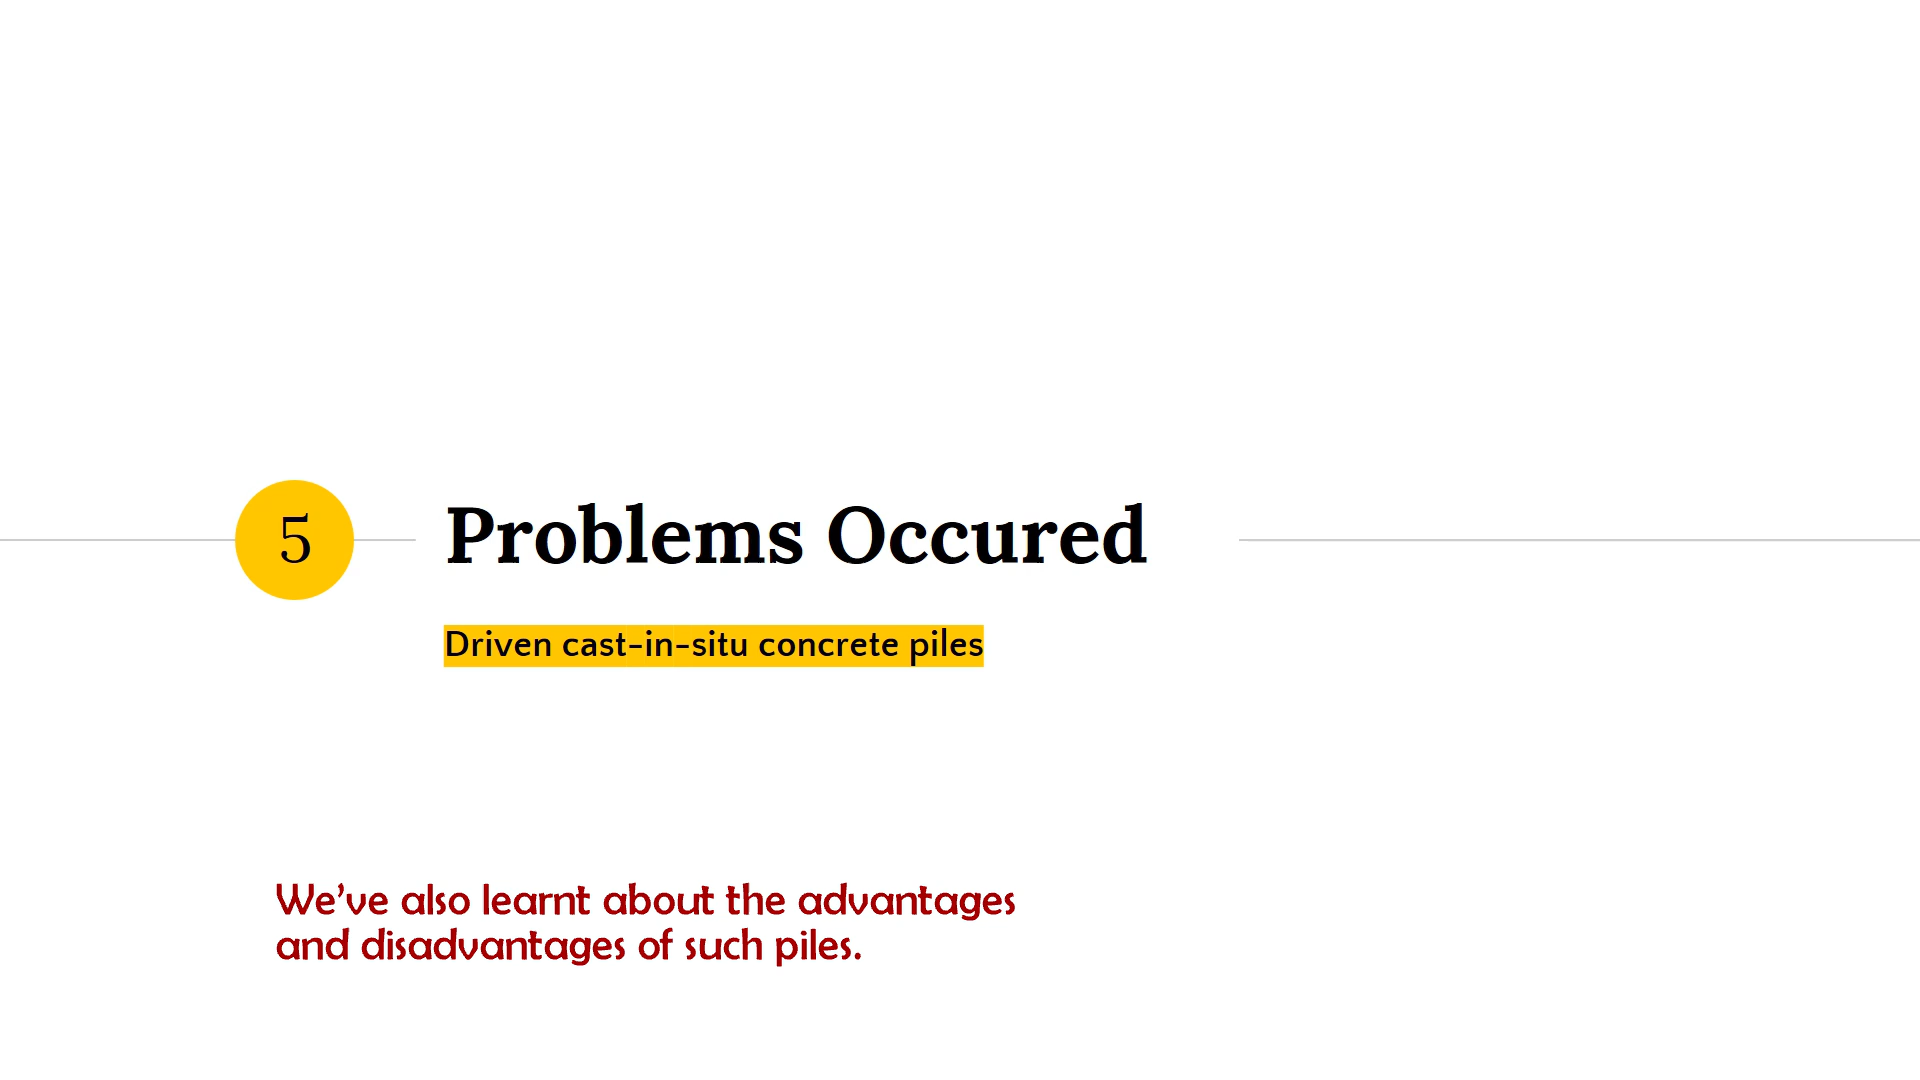 5
Problems Occured
Driven cast-in-situ concrete piles
We’ve also learnt about the advantages
and disadvantages of such piles.